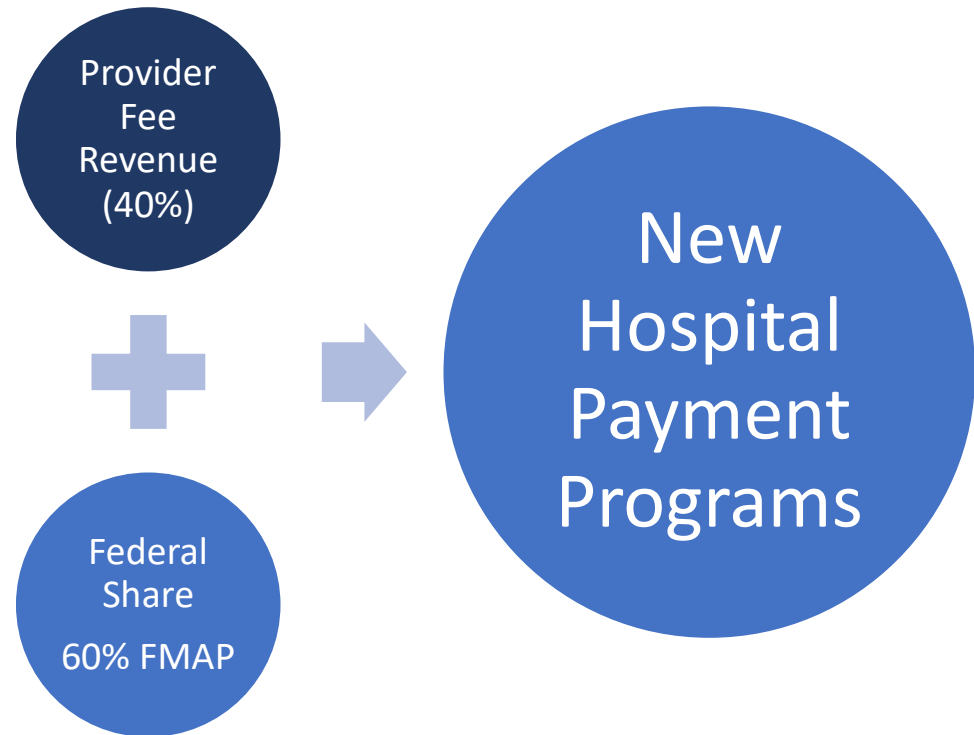 Provider
Fee
Revenue
(40%)
Federal
Share
60% FMAP
New
Hospital
Payment
Programs